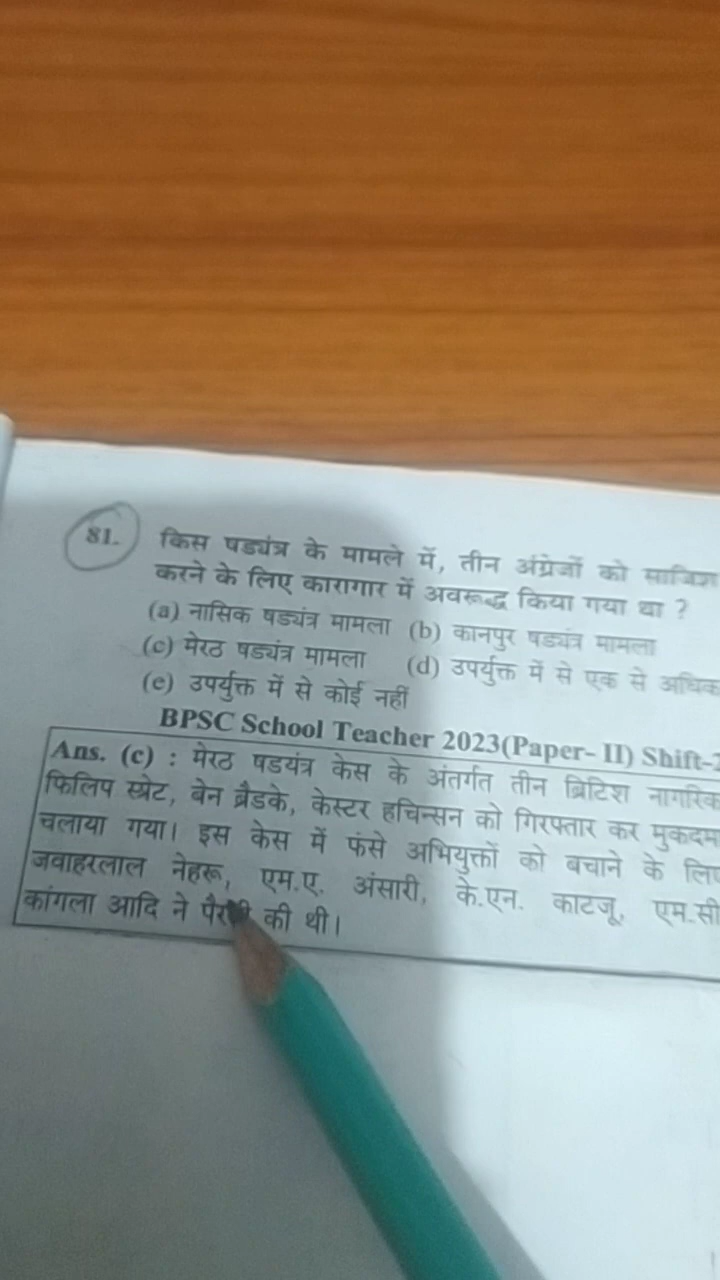 81. किस षड्यंत्र के मामले में, तीन अंग्रेजों को साजिश
करने के लिए कारागार में अवरूद्ध किया गया था ?
(a) नासिक षड्यंत्र मामला (b) कानपुर षड्यंत्र मामला
(c) मेरठ षड्यंत्र मामला (d) उपर्युक्त में से एक से अधिक
(e) उपर्युक्त में से कोई नहीं
BPSC School Teacher 2023(Paper- II) Shift-
Ans. (c) : मेरठ षडयंत्र केस के अंतर्गत तीन ब्रिटिश नागरिक
फिलिप स्प्रेट, बेन ब्रैडके, केस्टर हचिन्सन को गिरफ्तार कर
चलाया गया। इस केस में फंसे अभियुक्तों को बचाने के लिए
जवाहरलाल नेहरू, एम.ए. अंसारी, के.एन. काटजू, एम.सी
कांगला आदि ने की थी।